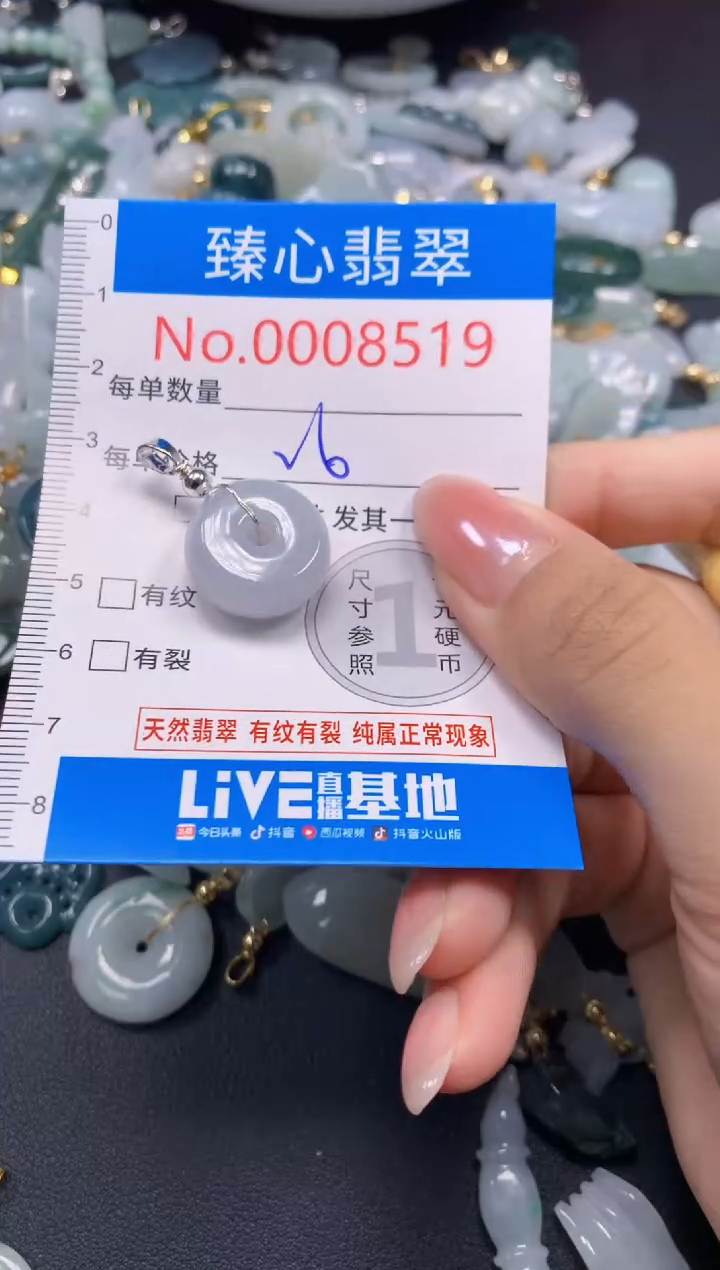 臻心翡翠
No.0008519
每单数量
每单价格
发其一
有纹
有裂
尺寸参照
1
元硬币
天然翡翠 有纹有裂 纯属正常现象
LiVE直播基地
今日头条 抖音 西瓜视频 抖音火山版
0
1
2
3
4
5
6
7
8